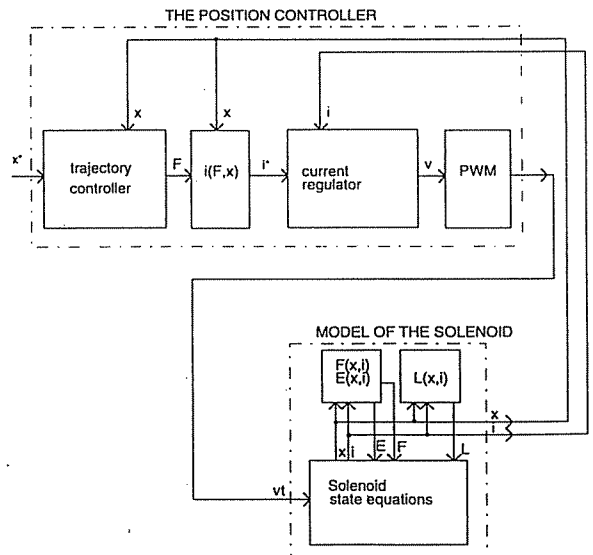 THE POSITION CONTROLLER
x
x
i
x*
trajectory
controller
F
i(F,x)
i*
current
regulator
v
PWM
MODEL OF THE SOLENOID
F(x,i)
E(x,i)
L(x,i)
x
i
x
i
E
F
L
vt
Solenoid
state equations